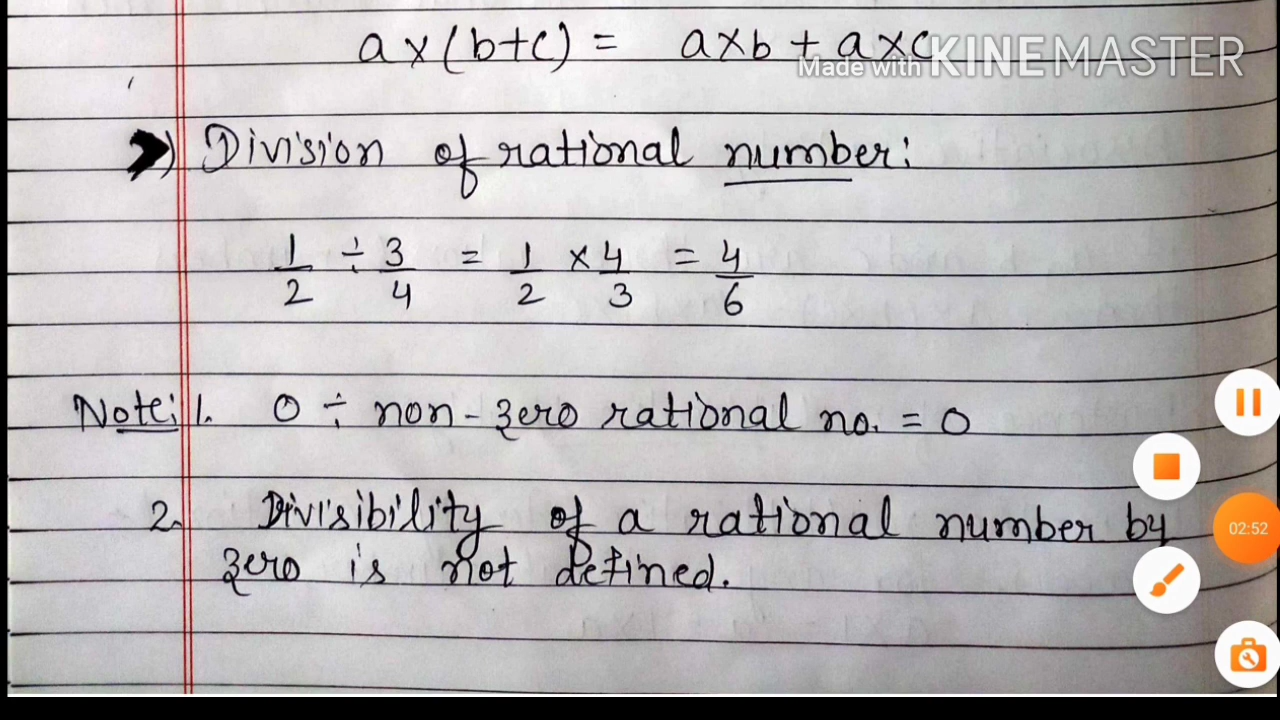 a × (b+c) = a×b + a×c
Made with KINEMASTER
Division of rational number:
1/2 ÷ 3/4 = 1/2 × 4/3 = 4/6
Note: 1. 0 ÷ non-zero rational no. = 0
2. Divisibility of a rational number by
zero is not defined.
02:52